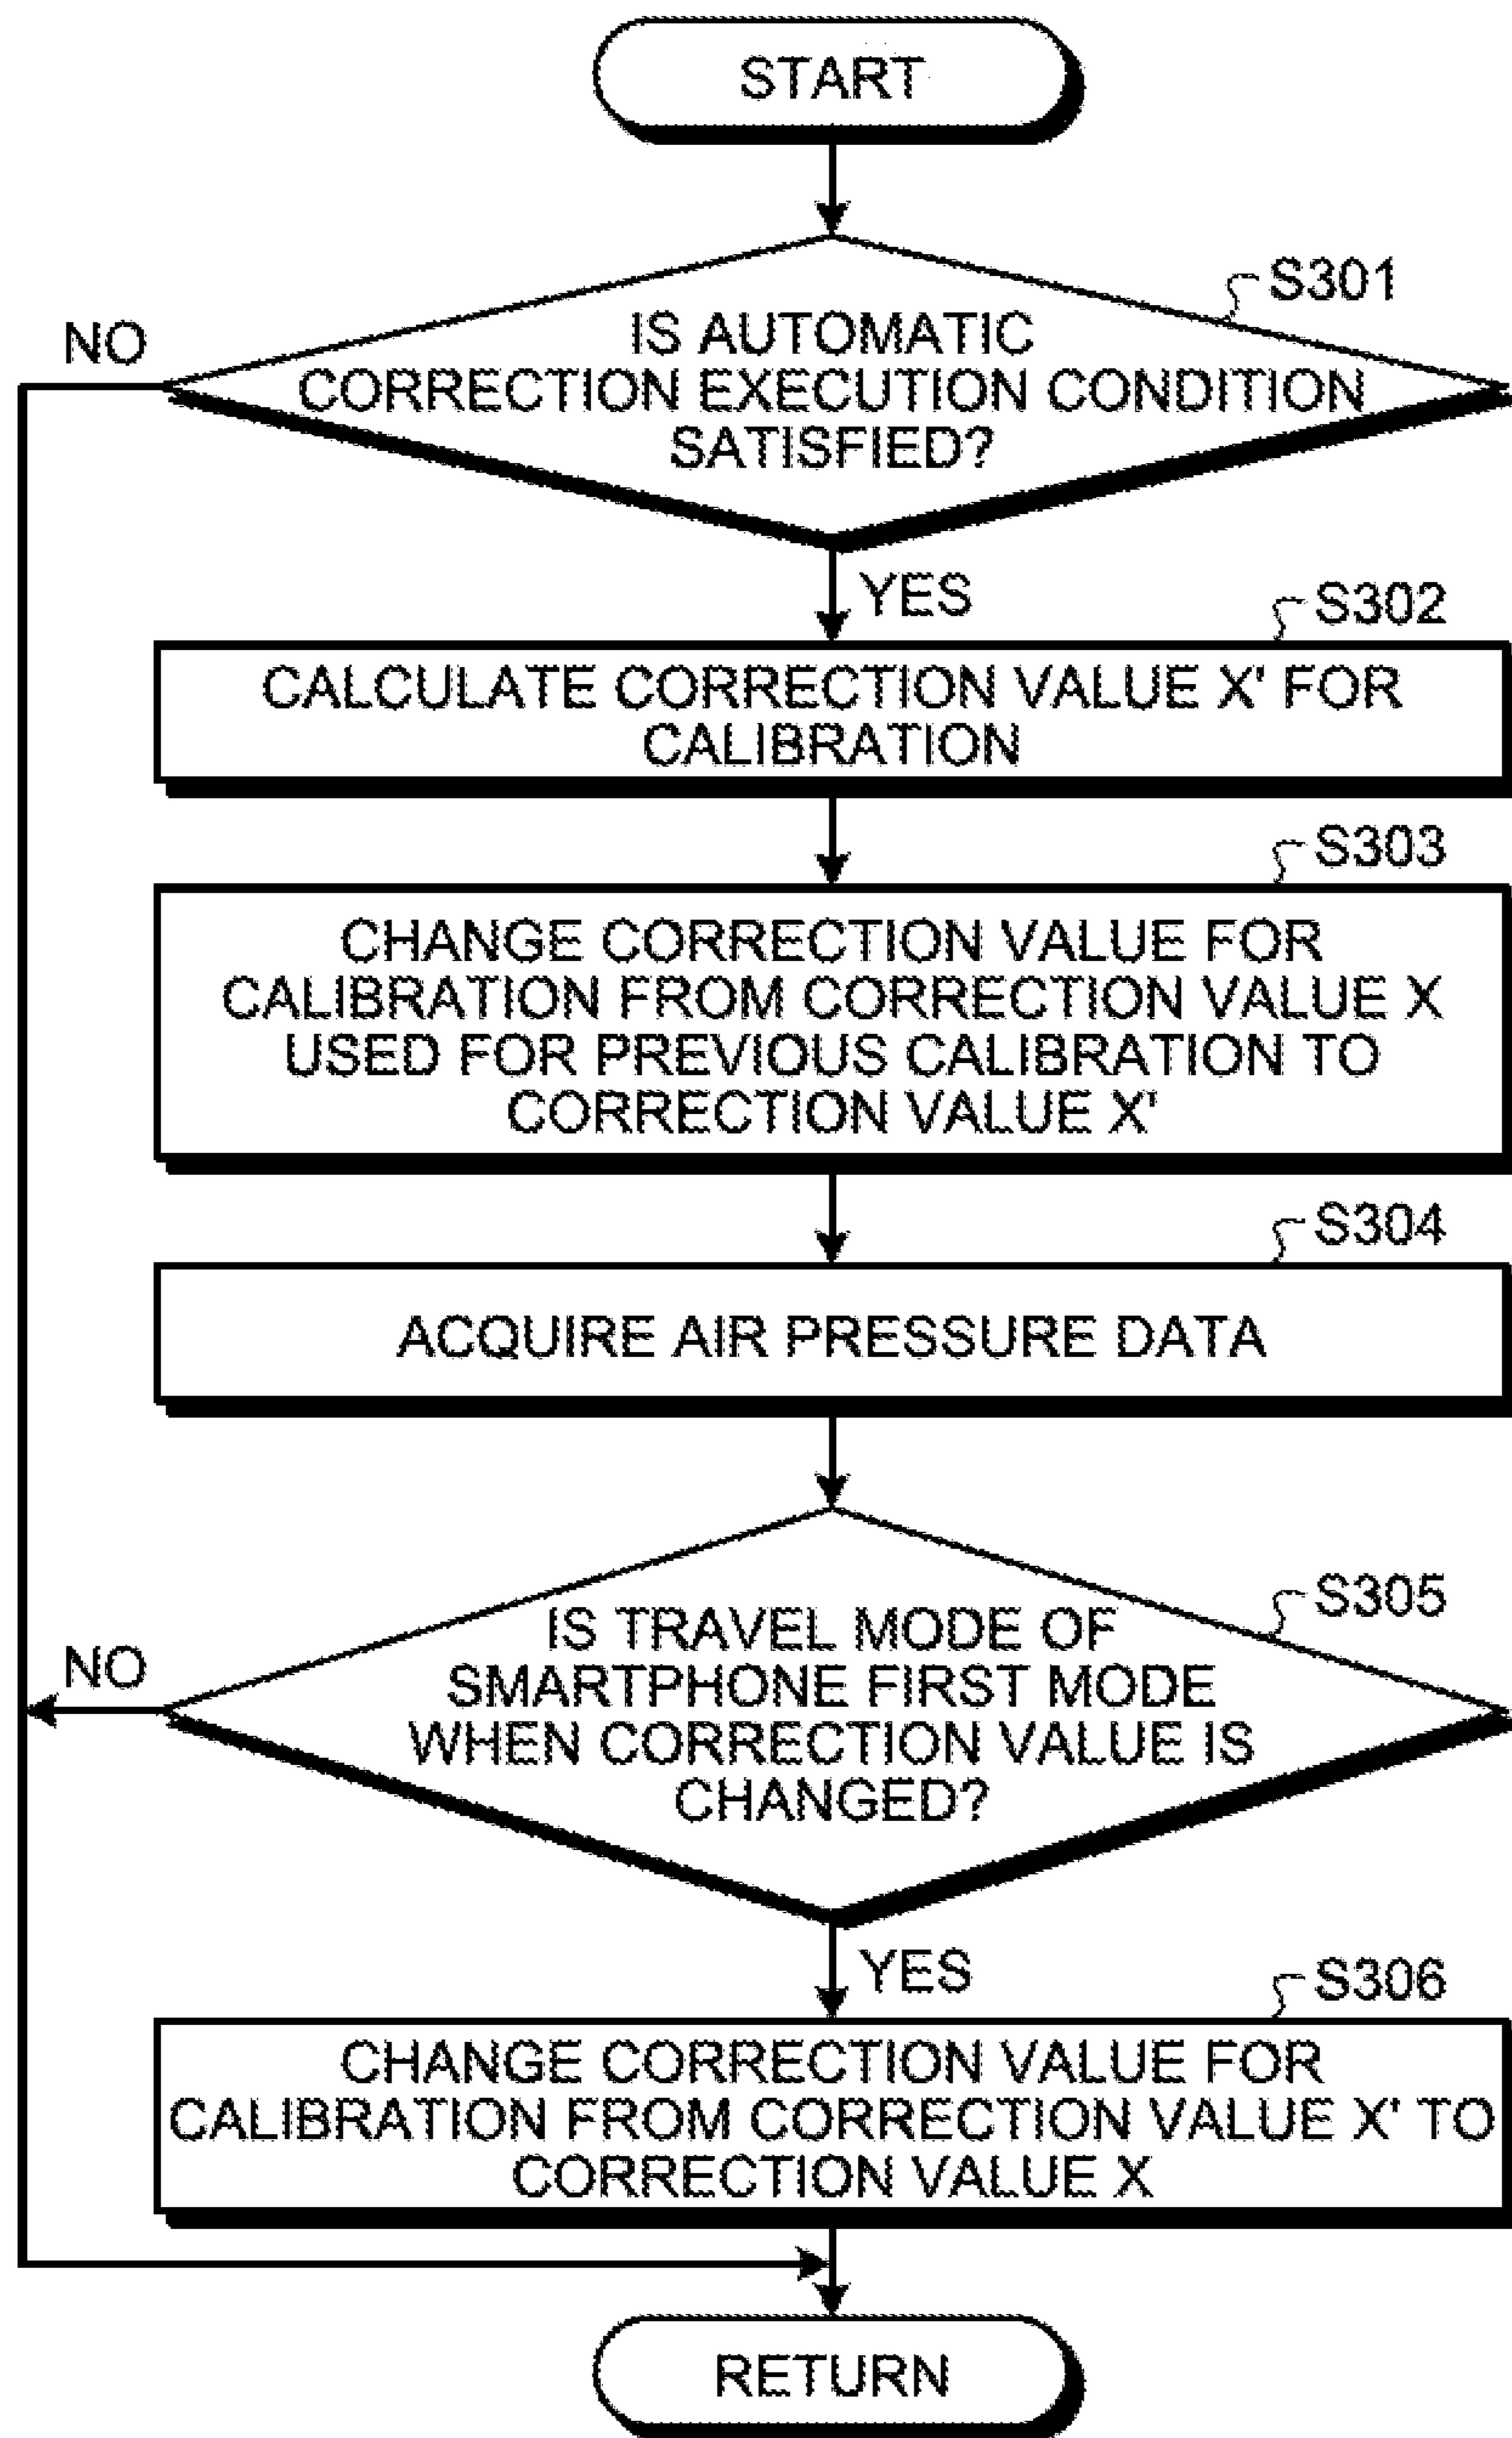 START
S301
NO
IS AUTOMATIC
CORRECTION EXECUTION CONDITION
SATISFIED?
YES
S302
CALCULATE CORRECTION VALUE X' FOR
CALIBRATION
S303
CHANGE CORRECTION VALUE FOR
CALIBRATION FROM CORRECTION VALUE X
USED FOR PREVIOUS CALIBRATION TO
CORRECTION VALUE X'
S304
ACQUIRE AIR PRESSURE DATA
S305
NO
IS TRAVEL MODE OF
SMARTPHONE FIRST MODE
WHEN CORRECTION VALUE IS
CHANGED?
YES
S306
CHANGE CORRECTION VALUE FOR
CALIBRATION FROM CORRECTION VALUE X' TO
CORRECTION VALUE X
RETURN